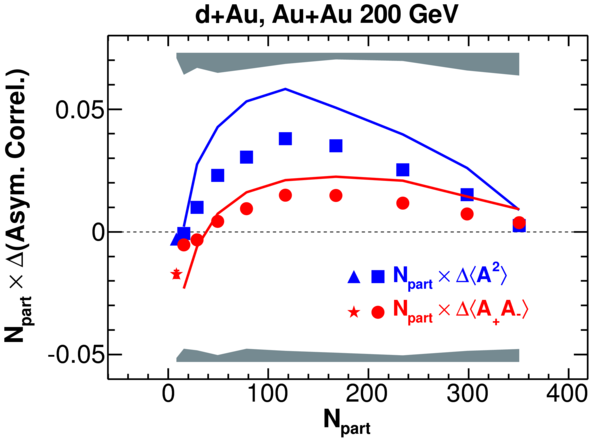 d+Au, Au+Au 200 GeV
N_part × Δ(Asym. Correl.)
0.05
0
-0.05
N_part × Δ⟨A²⟩
N_part × Δ⟨A₊A₋⟩
0 100 200 300 400
N_part